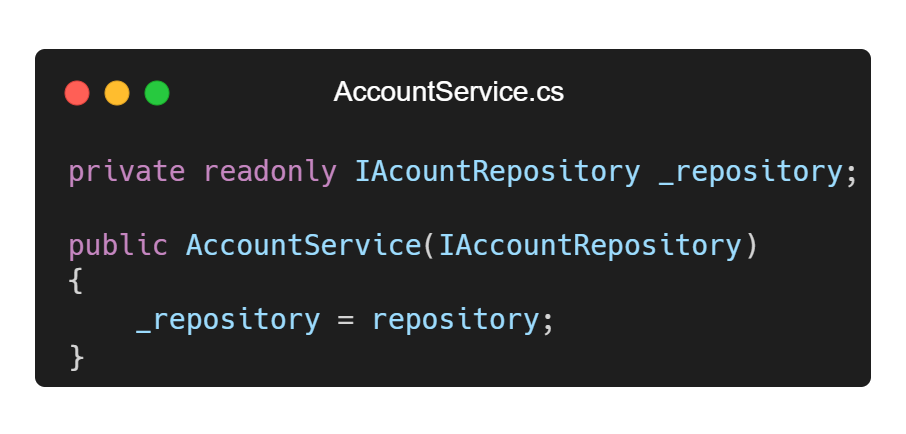 AccountService.cs
private readonly IAcountRepository _repository;
public AccountService(IAccountRepository)
{
    _repository = repository;
}